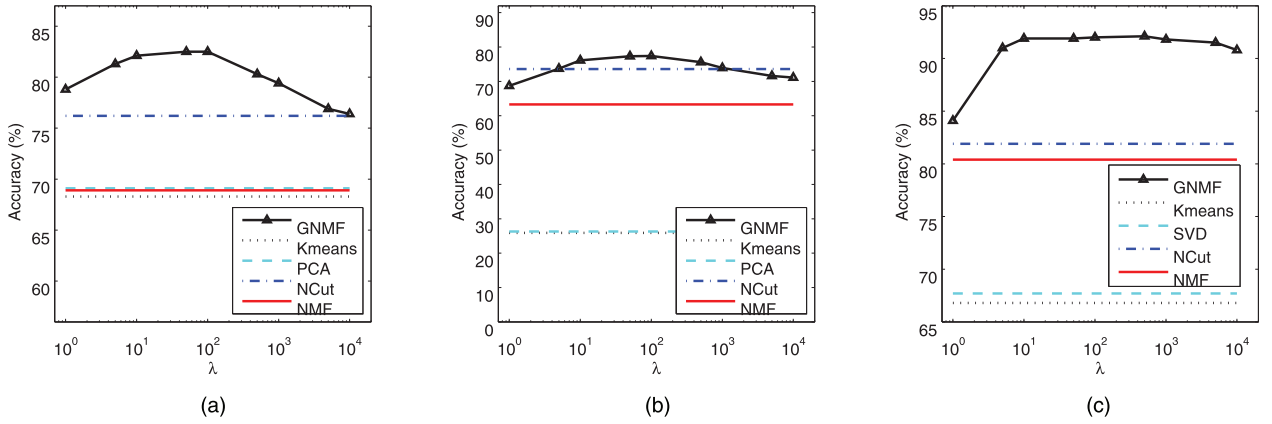 85
80
75
70
65
60
Accuracy (%)
10^0 10^1 10^2 10^3 10^4
λ
GNMF
Kmeans
PCA
NCut
NMF
(a)
90
80
70
60
50
40
30
20
10
0
Accuracy (%)
10^0 10^1 10^2 10^3 10^4
λ
GNMF
Kmeans
PCA
NCut
NMF
(b)
95
90
85
80
75
70
65
Accuracy (%)
10^0 10^1 10^2 10^3 10^4
λ
GNMF
Kmeans
SVD
NCut
NMF
(c)